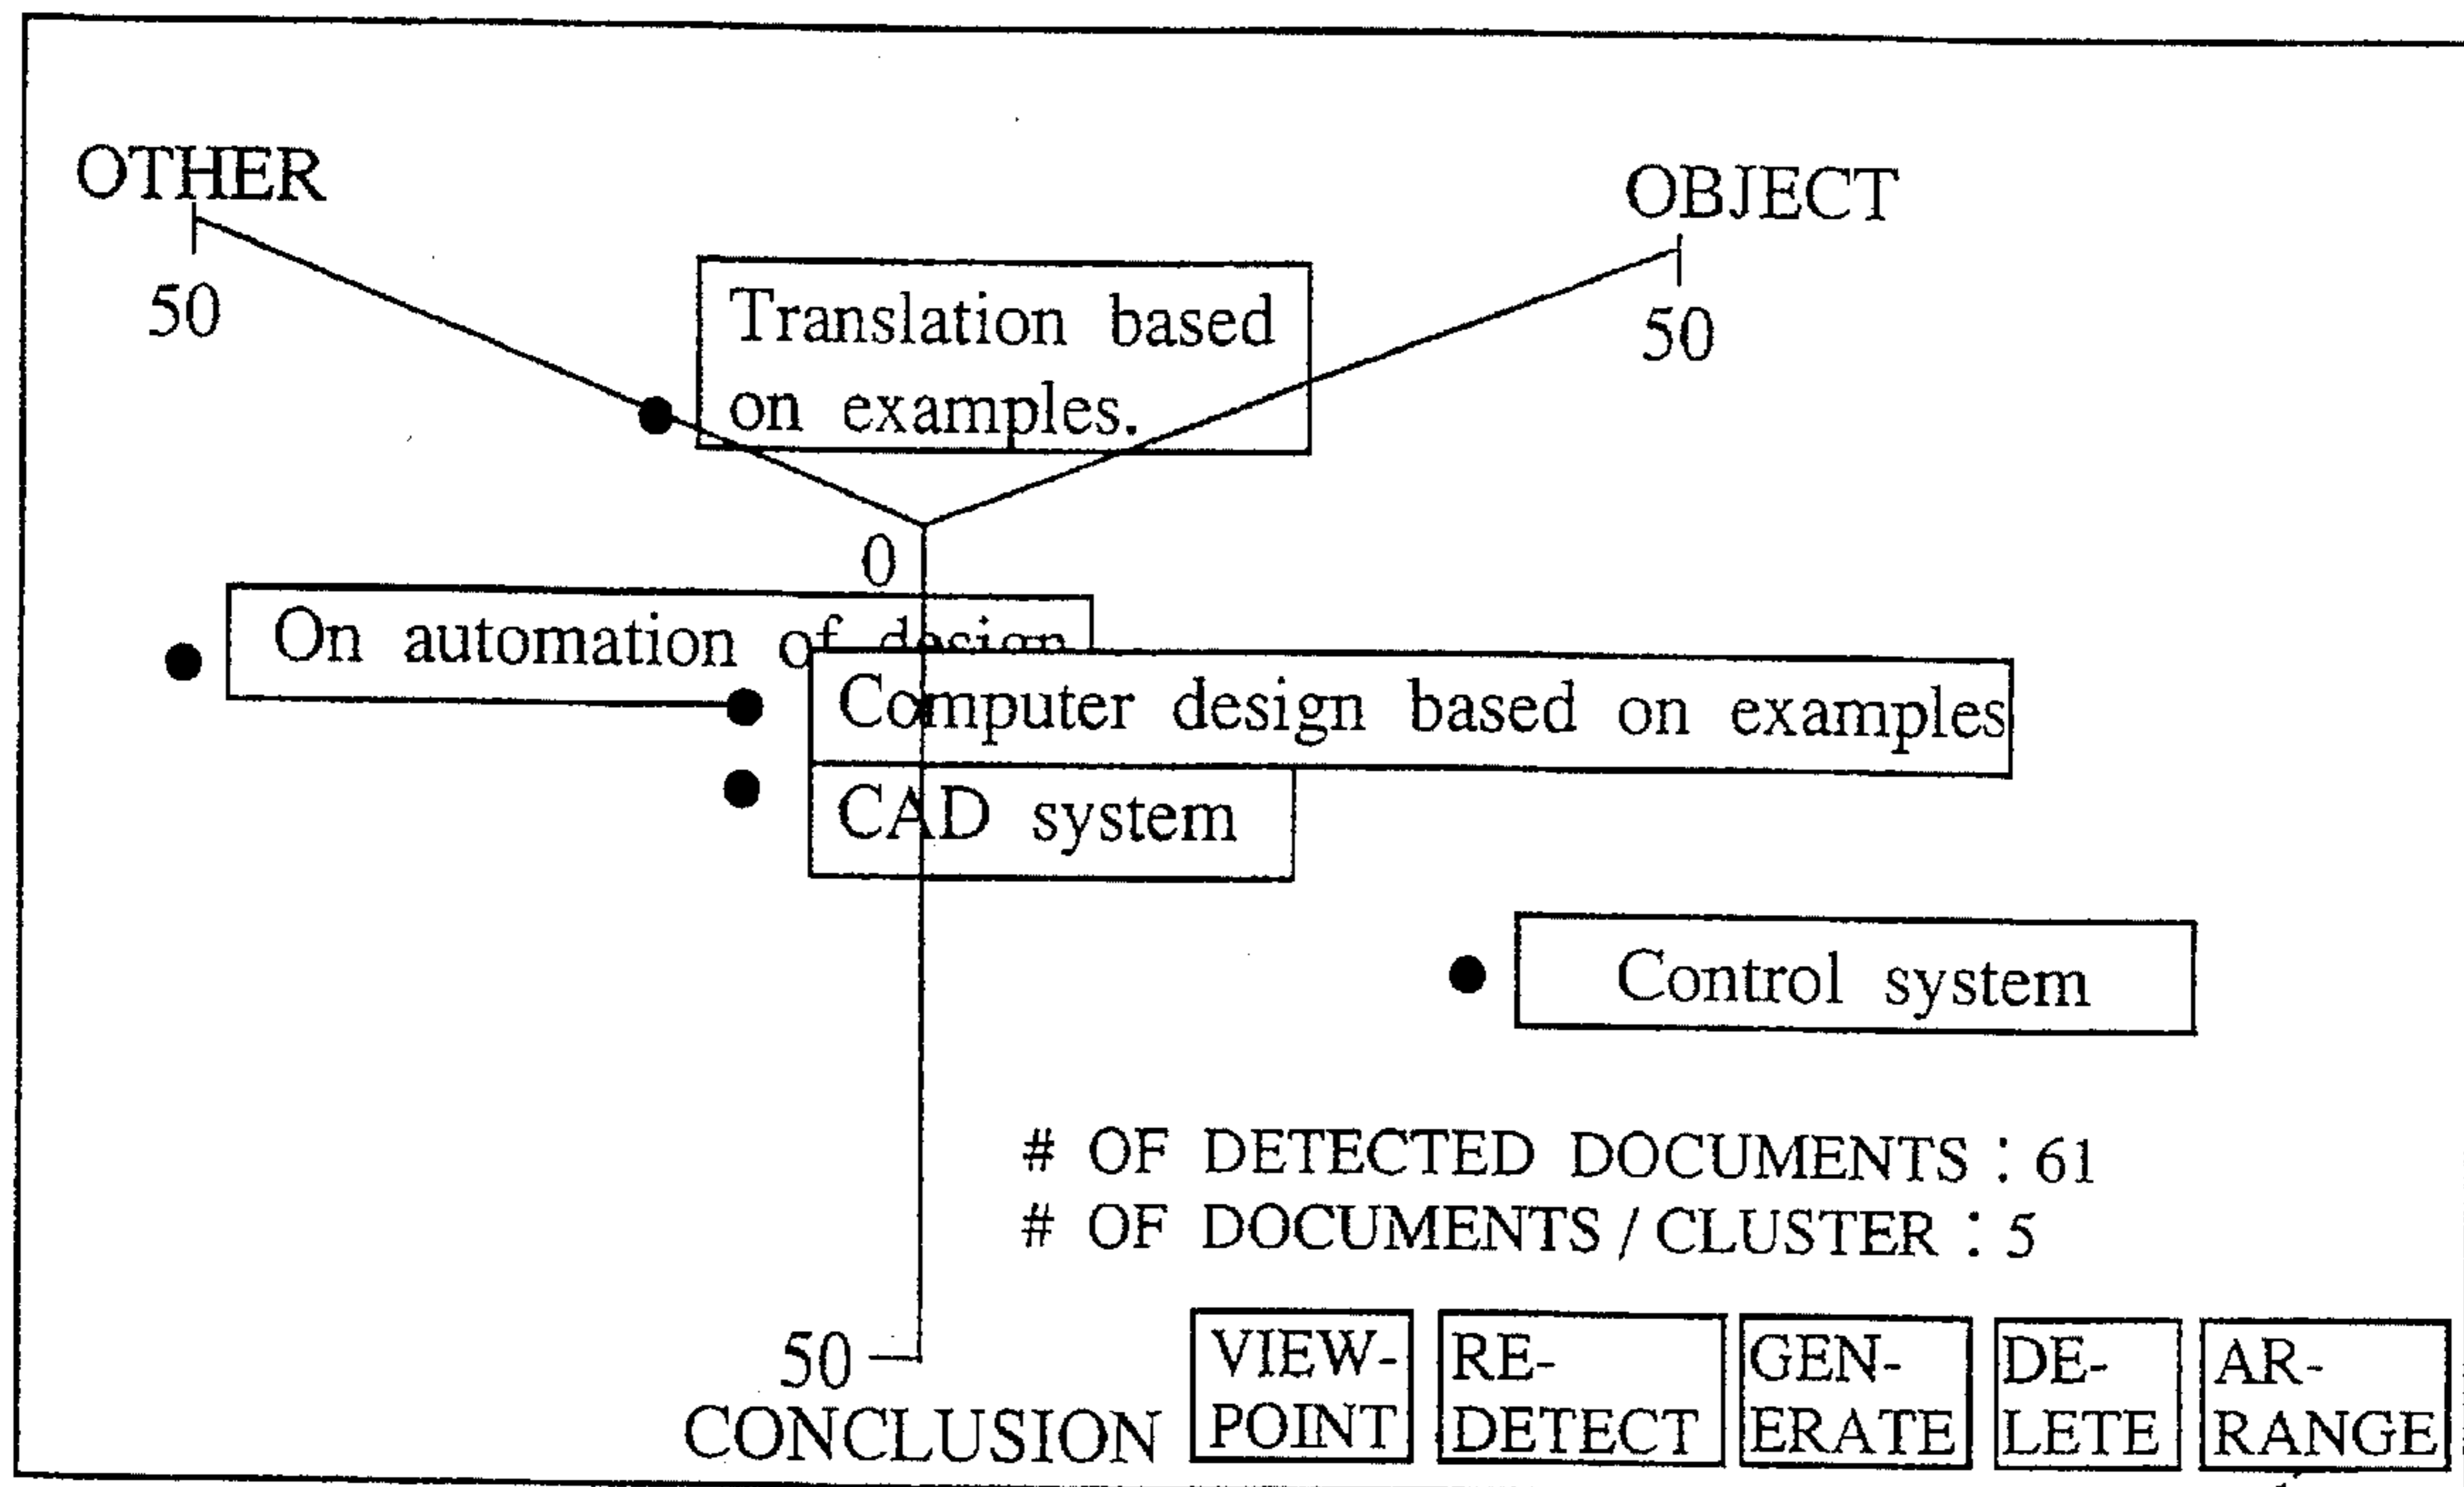 OTHER
OBJECT
50
50
Translation based
on examples.
0
On automation of design
Computer design based on examples
CAD system
Control system
# OF DETECTED DOCUMENTS : 61
# OF DOCUMENTS / CLUSTER : 5
50
CONCLUSION
VIEW-
POINT
RE-
DETECT
GEN-
ERATE
DE-
LETE
AR-
RANGE